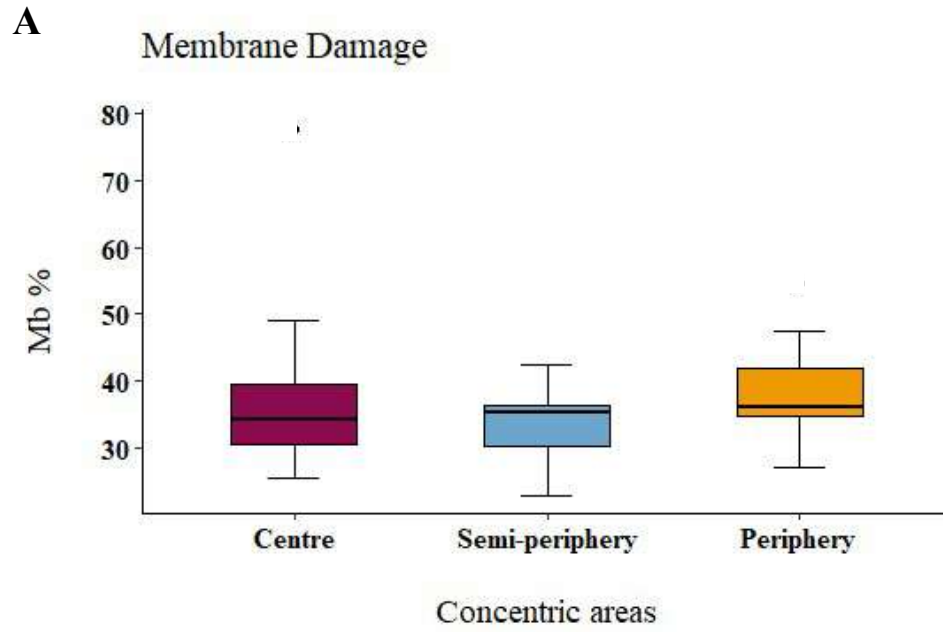 A
Membrane Damage
80
70
60
50
40
30
Mb %
Centre Semi-periphery Periphery
Concentric areas